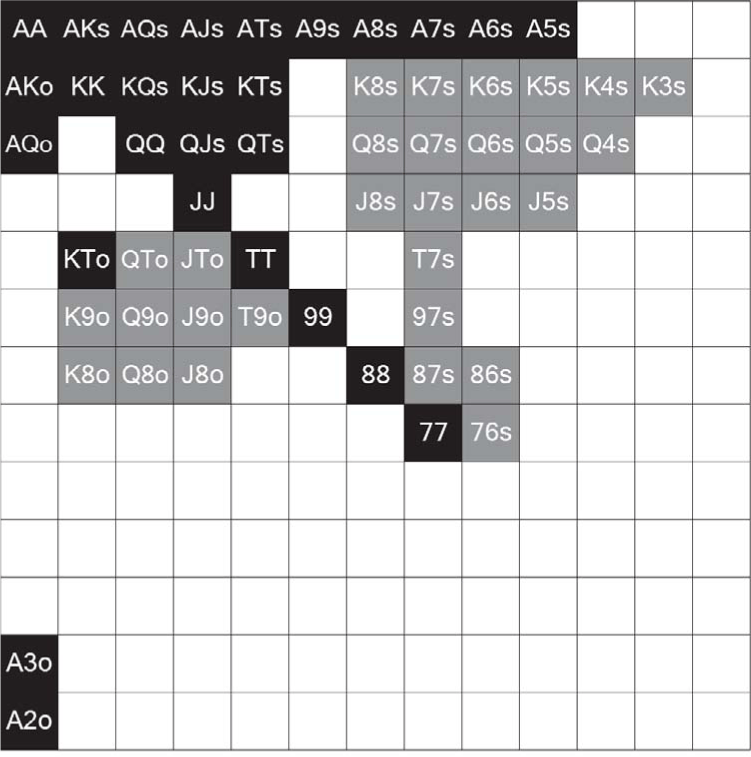 AA AKs AQs AJs ATs A9s A8s A7s A6s A5s
AKo KK KQs KJs KTs K8s K7s K6s K5s K4s K3s
AQo QQ QJs QTs Q8s Q7s Q6s Q5s Q4s
JJ J8s J7s J6s J5s
KTo QTo JTo TT T7s
K9o Q9o J9o T9o 99 97s
K8o Q8o J8o 88 87s 86s
77 76s
A3o
A2o